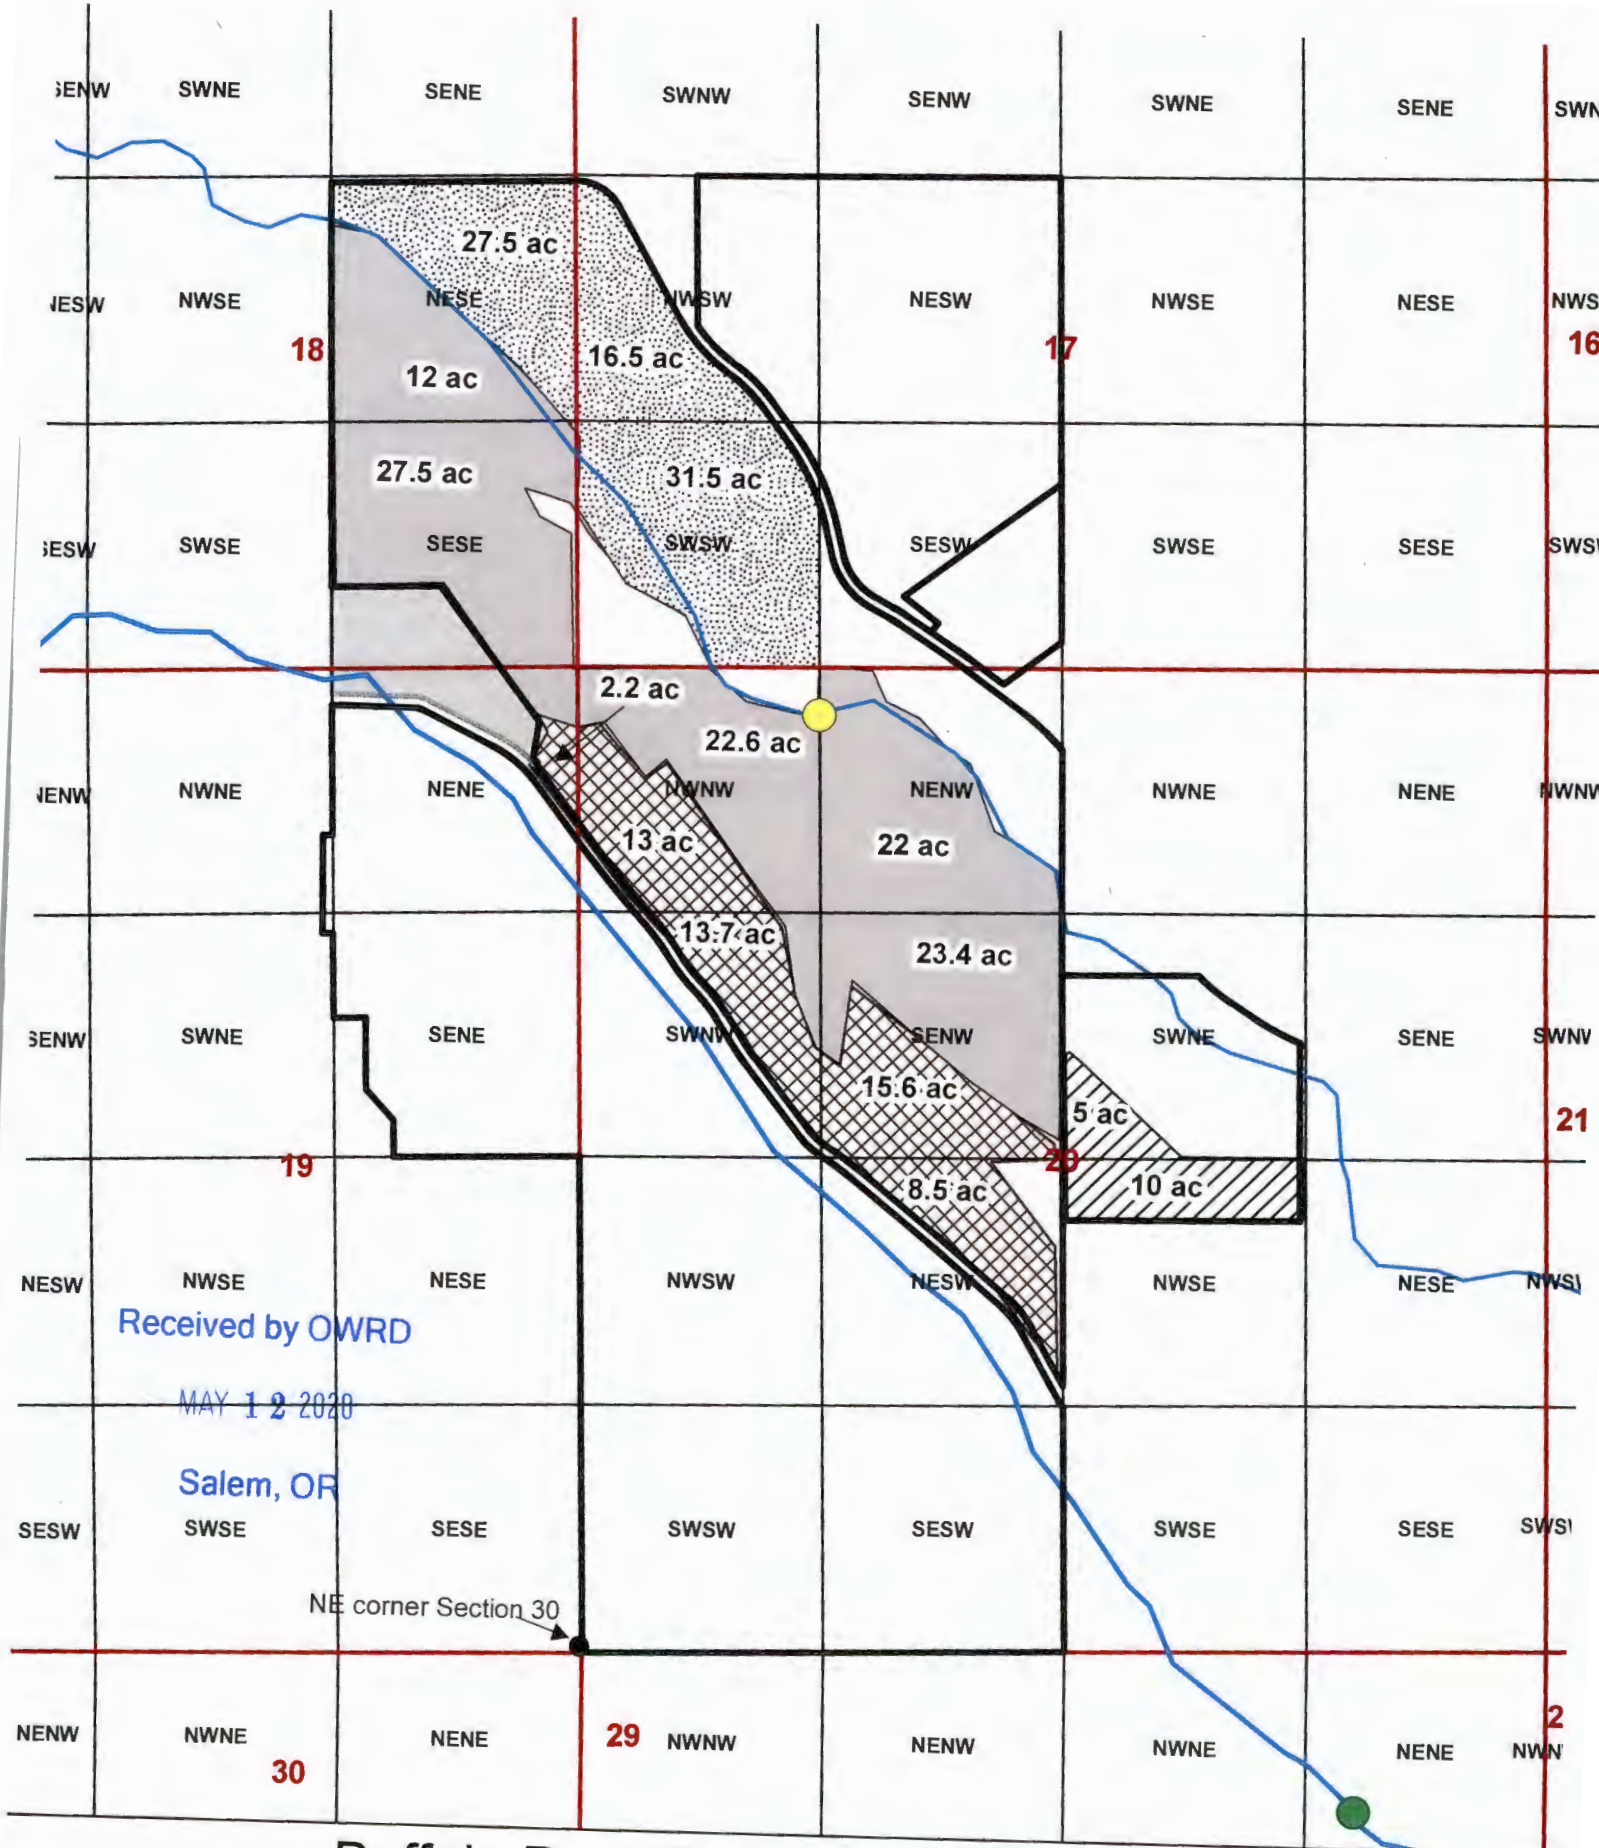 SENW SWNE SENE SWNW SENW SWNE SENE SWN
27.5 ac
NESW NWSE NESE NWSW NESW NWSE NESE NWS
18 17 16
16.5 ac
12 ac
27.5 ac 31.5 ac
SESW SWSE SESE SWSW SESW SWSE SESE SWS
2.2 ac
22.6 ac
NENW NWNE NENE NWNW NENW NWNE NENE NWNW
13 ac 22 ac
13.7 ac 23.4 ac
SENW SWNE SENE SWNW SENW SWNE SENE SWNW
15.6 ac 5 ac 21
19 20
8.5 ac 10 ac
NESW NWSE NESE NWSW NESW NWSE NESE NWS
Received by OWRD
MAY 12 2020
Salem, OR
SESW SWSE SESE SWSW SESW SWSE SESE SWS
NE corner Section 30
2
29
NENW NWNE NENE NWNW NENW NWNE NENE NWN
30